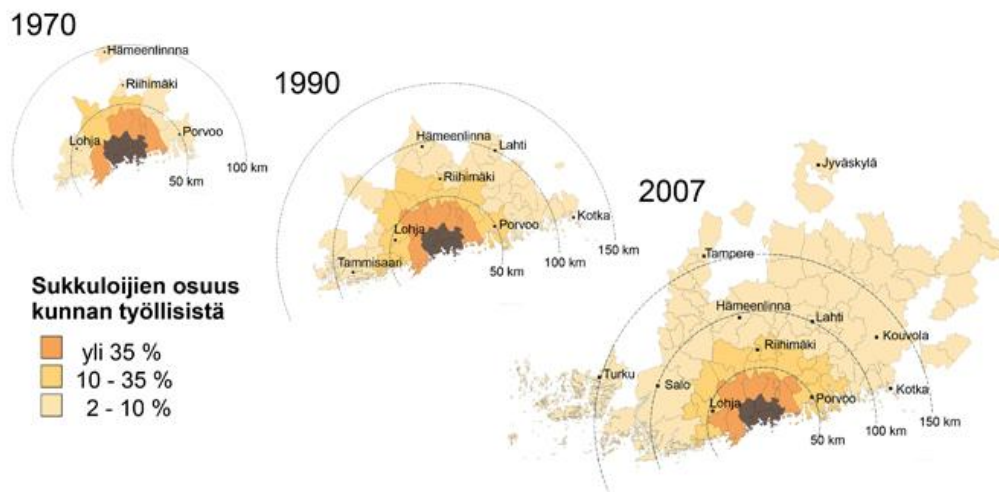 1970
Hämeenlinnna
Riihimäki
Lohja
Porvoo
50 km
100 km
1990
Hämeenlinna
Lahti
Riihimäki
Kotka
Lohja
Porvoo
Tammisaari
50 km
100 km
150 km
2007
Jyväskylä
Tampere
Hämeenlinna
Lahti
Kouvola
Riihimäki
Turku
Salo
Kotka
Lohja
Porvoo
50 km
100 km
150 km
Sukkuloijien osuus
kunnan työllisistä
yli 35 %
10 - 35 %
2 - 10 %